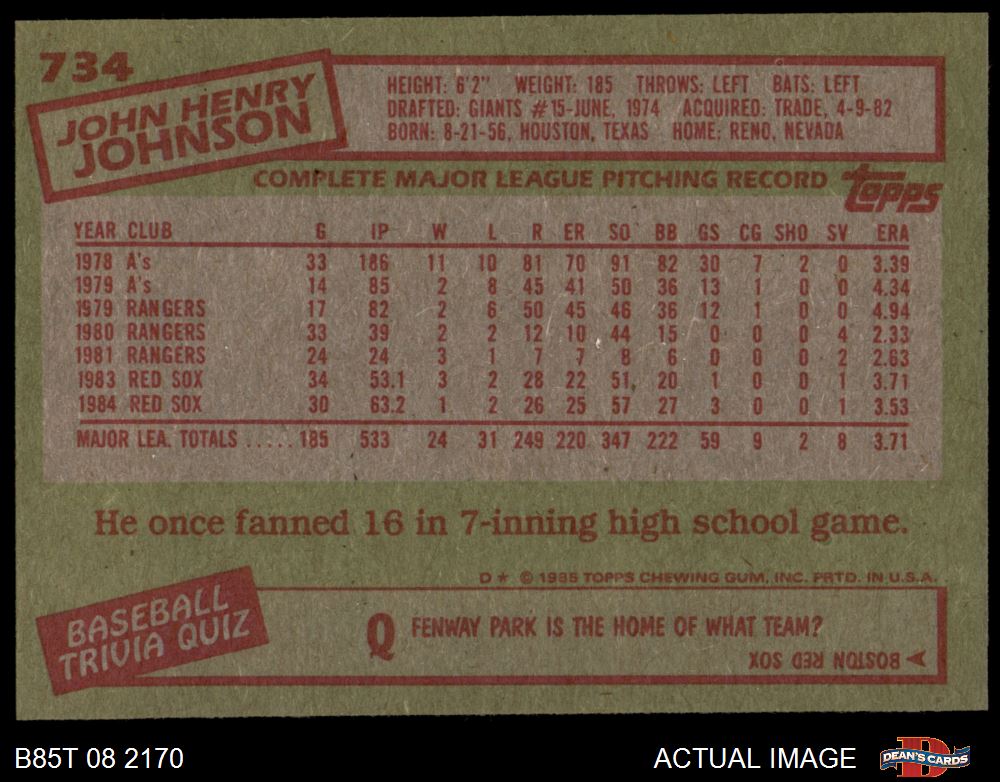 734
JOHN HENRY
JOHNSON
HEIGHT: 6'2" WEIGHT: 185 THROWS: LEFT BATS: LEFT
DRAFTED: GIANTS #15-JUNE, 1974 ACQUIRED: TRADE, 4-9-82
BORN: 8-21-56, HOUSTON, TEXAS HOME: RENO, NEVADA
COMPLETE MAJOR LEAGUE PITCHING RECORD
topps
YEAR CLUB G IP W L R ER SO BB GS CG SHO SV ERA
1978 A's 33 186 11 10 81 70 91 82 30 7 2 0 3.39
1979 A's 14 85 2 8 45 41 50 36 13 1 0 0 4.34
1979 RANGERS 17 82 2 6 50 45 46 36 12 1 0 0 4.94
1980 RANGERS 33 39 2 2 12 10 44 15 0 0 0 4 2.33
1981 RANGERS 24 24 3 1 7 7 8 6 0 0 0 2 2.63
1983 RED SOX 34 53.1 3 2 28 22 51 20 1 0 0 1 3.71
1984 RED SOX 30 63.2 1 2 26 25 57 27 3 0 0 1 3.53
MAJOR LEA. TOTALS ..... 185 533 24 31 249 220 347 222 59 9 2 8 3.71
He once fanned 16 in 7-inning high school game.
D* © 1985 TOPPS CHEWING GUM, INC. PRTD. IN U.S.A.
BASEBALL
TRIVIA QUIZ
Q FENWAY PARK IS THE HOME OF WHAT TEAM?
BOSTON RED SOX
B85T 08 2170
ACTUAL IMAGE
D
DEAN'S CARDS